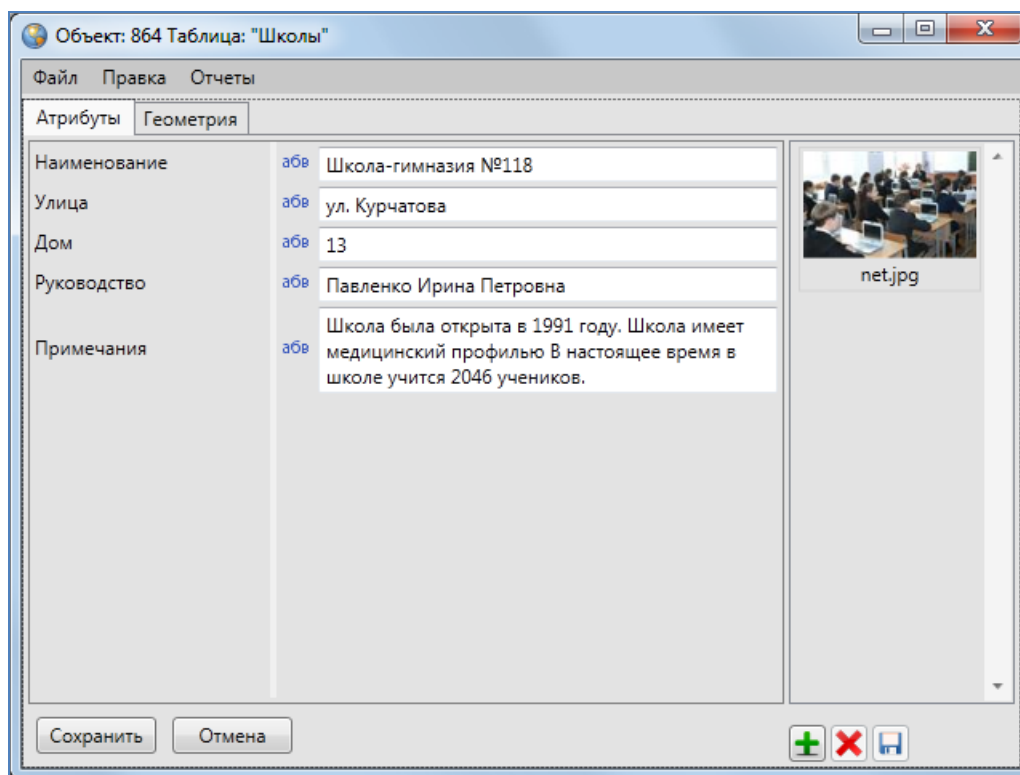 Объект: 864 Таблица: "Школы"
Файл Правка Отчеты
Атрибуты Геометрия
Наименование абв Школа-гимназия №118
Улица абв ул. Курчатова
Дом абв 13
Руководство абв Павленко Ирина Петровна
Примечания абв Школа была открыта в 1991 году. Школа имеет
медицинский профилью В настоящее время в
школе учится 2046 учеников.
net.jpg
Сохранить Отмена